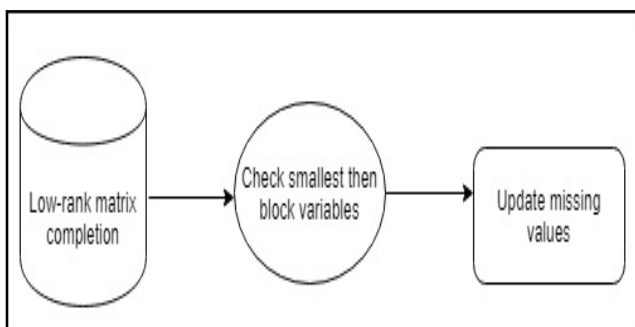 Low-rank matrix
completion
Check smallest then
block variables
Update missing
values